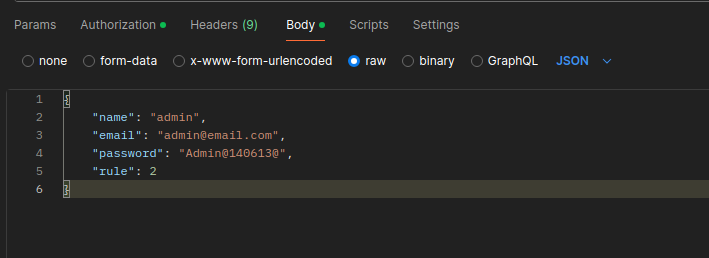 Params Authorization Headers (9) Body Scripts Settings
none form-data x-www-form-urlencoded raw binary GraphQL JSON
1 {
2 "name": "admin",
3 "email": "admin@email.com",
4 "password": "Admin@140613@",
5 "rule": 2
6 }